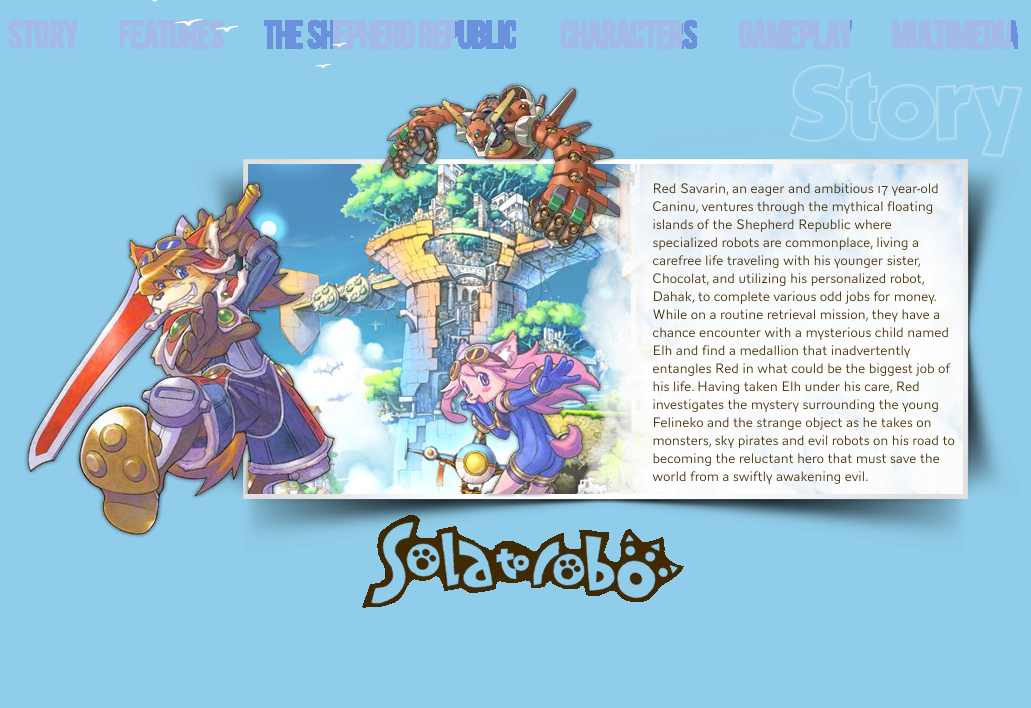 STORY FEATURES THE SHEPHERD REPUBLIC CHARACTERS GAMEPLAY MULTIMEDIA
Story
Red Savarin, an eager and ambitious 17 year-old
Caninu, ventures through the mythical floating
islands of the Shepherd Republic where
specialized robots are commonplace, living a
carefree life traveling with his younger sister,
Chocolat, and utilizing his personalized robot,
Dahak, to complete various odd jobs for money.
While on a routine retrieval mission, they have a
chance encounter with a mysterious child named
Elh and find a medallion that inadvertently
entangles Red in what could be the biggest job of
his life. Having taken Elh under his care, Red
investigates the mystery surrounding the young
Felineko and the strange object as he takes on
monsters, sky pirates and evil robots on his road to
becoming the reluctant hero that must save the
world from a swiftly awakening evil.
Solatorobo